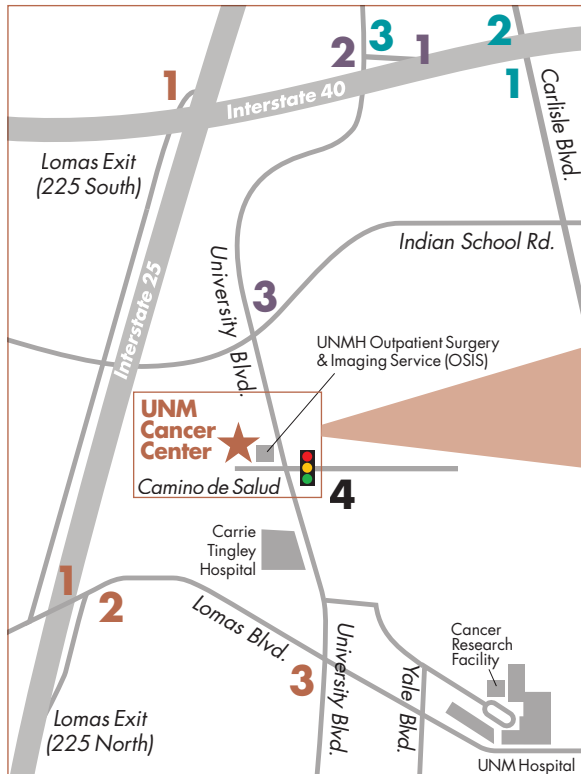 3
2
2
1
1
Interstate 40
1
Carlisle Blvd.
Lomas Exit
(225 South)
Indian School Rd.
University Blvd.
Interstate 25
3
UNMH Outpatient Surgery
& Imaging Service (OSIS)
UNM
Cancer
Center
Camino de Salud
4
Carrie
Tingley
Hospital
1
2
Lomas Blvd.
3
University Blvd.
Yale Blvd.
Cancer
Research
Facility
Lomas Exit
(225 North)
UNM Hospital